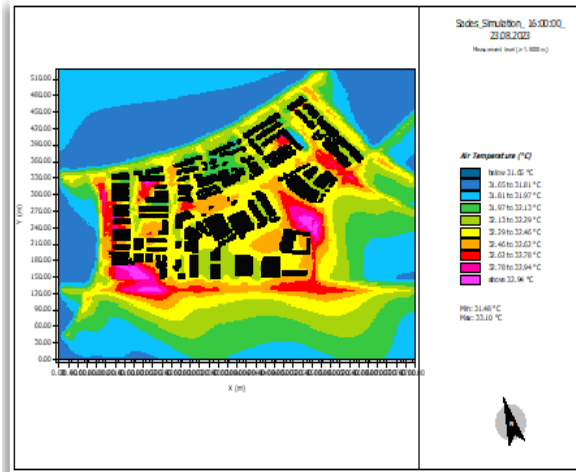 Sades_Simulation_ 16:00:00_
23.08.2023
Air Temperature (°C)
below 31.65 °C
31.65 to 31.81 °C
31.81 to 31.97 °C
31.97 to 32.13 °C
32.13 to 32.29 °C
32.29 to 32.46 °C
32.46 to 32.62 °C
32.62 to 32.78 °C
32.78 to 32.94 °C
above 32.94 °C
Max: 33.10 °C
510.00
480.00
450.00
420.00
390.00
360.00
330.00
300.00
270.00
240.00
210.00
180.00
150.00
120.00
90.00
60.00
30.00
0.00
Y (m)
X (m)
N